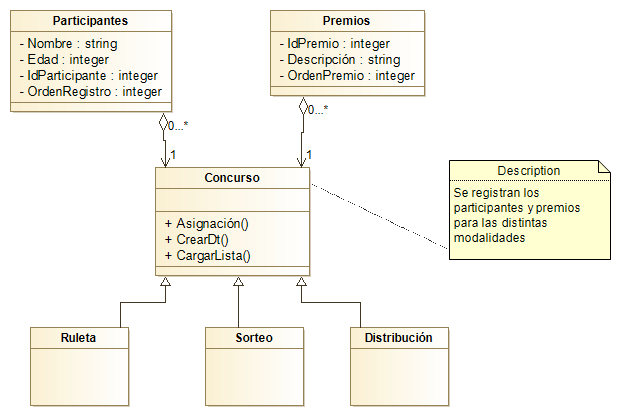 Participantes
- Nombre : string
- Edad : integer
- IdParticipante : integer
- OrdenRegistro : integer
Premios
- IdPremio : integer
- Descripción : string
- OrdenPremio : integer
0...*
0...*
1
1
Concurso
+ Asignación()
+ CrearDt()
+ CargarLista()
Description
Se registran los
participantes y premios
para las distintas
modalidades
Ruleta
Sorteo
Distribución